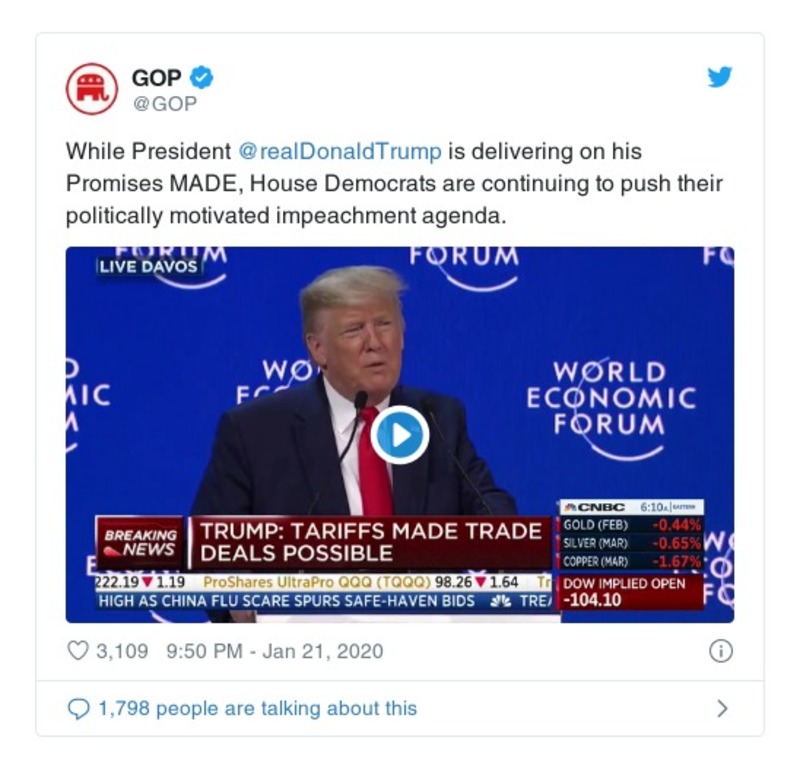 GOP
@GOP
While President @realDonaldTrump is delivering on his
Promises MADE, House Democrats are continuing to push their
politically motivated impeachment agenda.
FORUM
FORUM
FO
LIVE DAVOS
WO
WORLD
ECONOMIC
FORUM
CNBC 6:10A EASTERN
GOLD (FEB) -0.44%
SILVER (MAR) -0.65%
COPPER (MAR) -1.67%
BREAKING
NEWS
TRUMP: TARIFFS MADE TRADE
DEALS POSSIBLE
222.19▼1.19 ProShares UltraPro QQQ (TQQQ) 98.26▼1.64 Tr
HIGH AS CHINA FLU SCARE SPURS SAFE-HAVEN BIDS TREA
DOW IMPLIED OPEN
-104.10
3,109 9:50 PM - Jan 21, 2020
1,798 people are talking about this